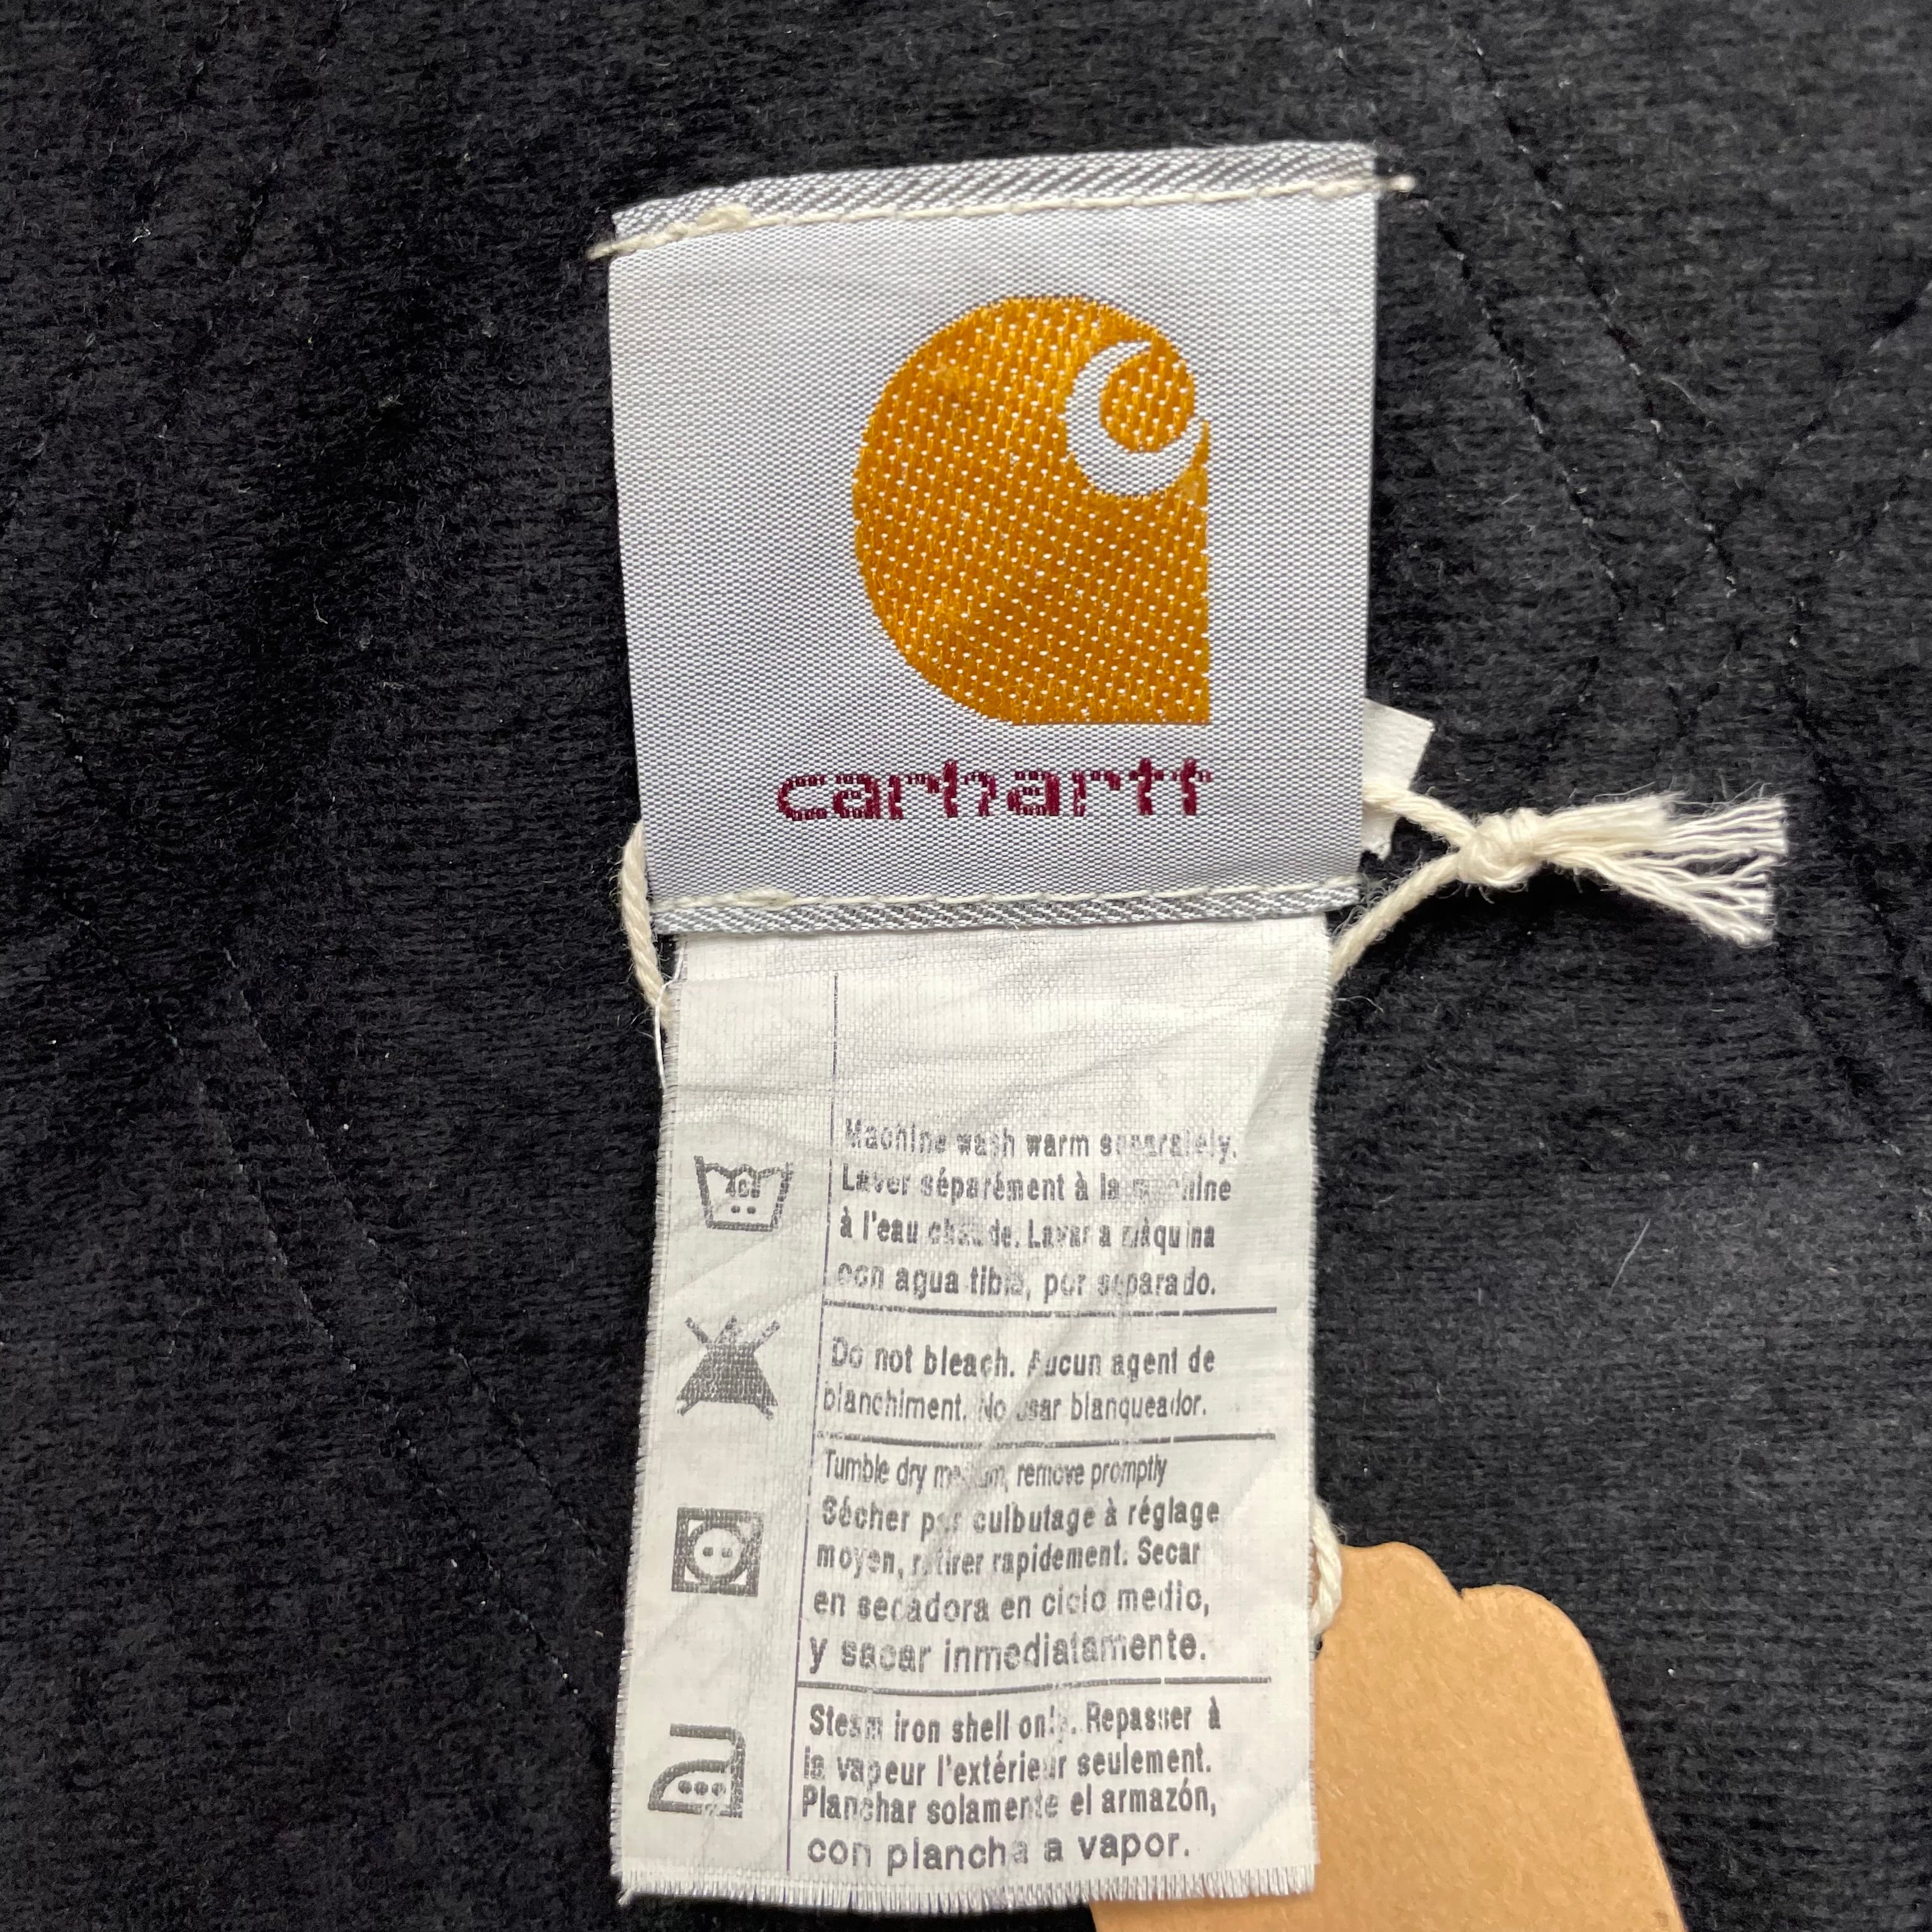 carhartt
Machine wash warm separately.
Laver séparément à la machine
à l'eau chaude. Lavar a màquina
con agua tibia, por separado.
Do not bleach. Aucun agent de
blanchiment. No usar blanqueador.
Tumble dry medium, remove promptly
Sécher par culbutage à réglage
moyen, retirer rapidement. Secar
en secadora en ciclo medio,
y sacar inmediatamente.
Steam iron shell only. Repasser à
la vapeur l'extérieur seulement.
Planchar solamente el armazón,
con plancha a vapor.